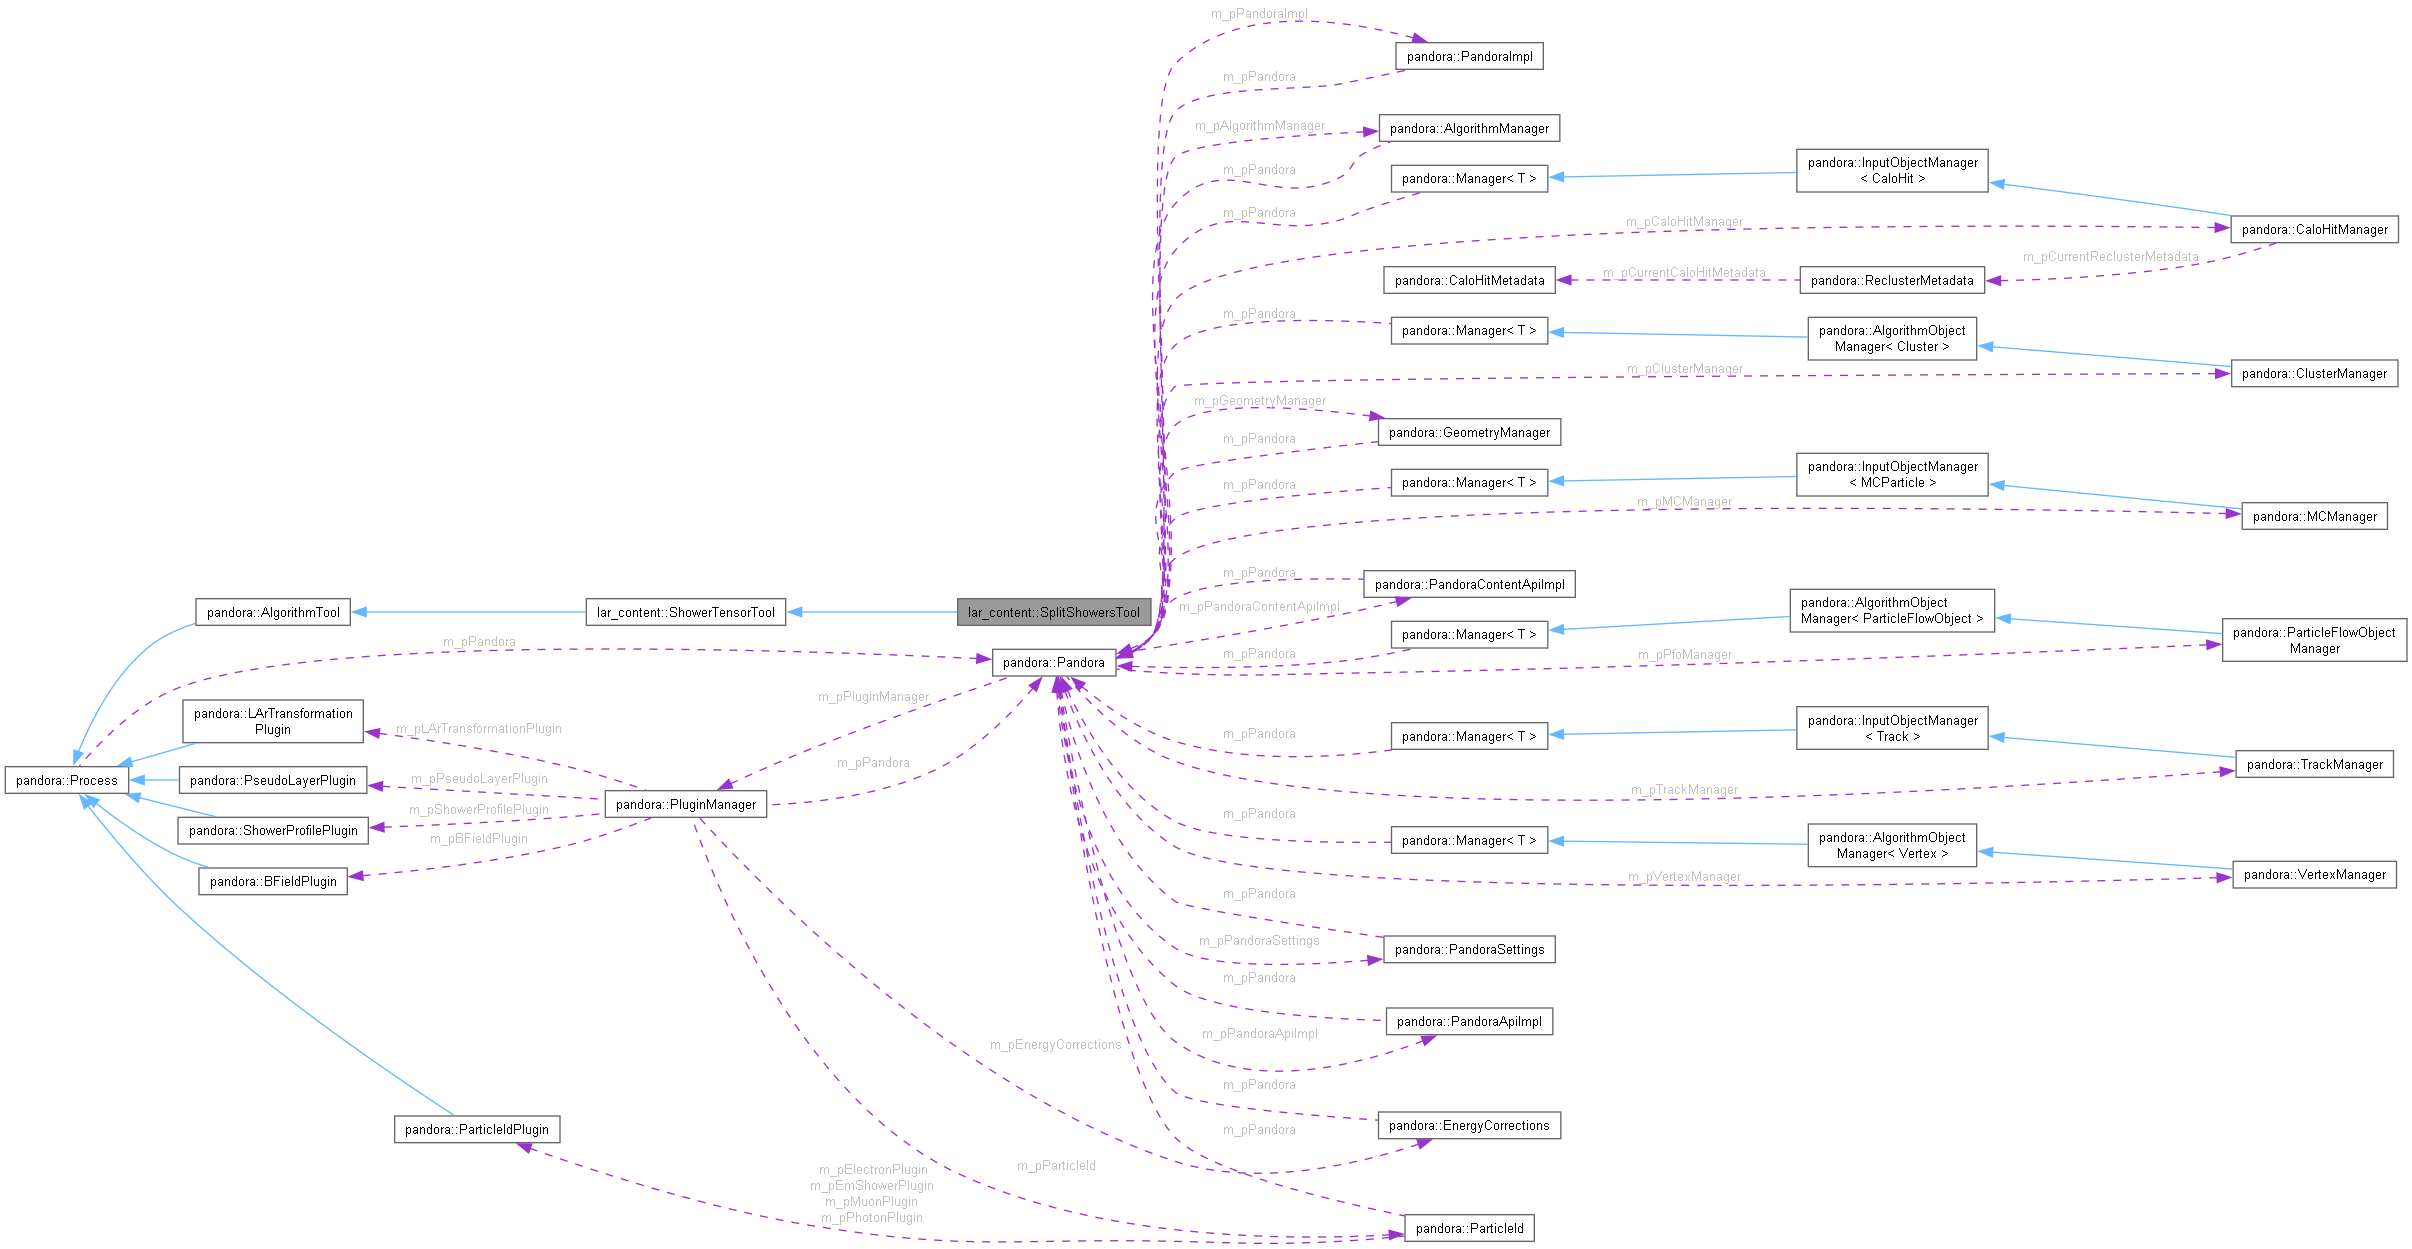 m_pPandoraImpl
pandora::PandoraImpl
m_pPandora
m_pAlgorithmManager
pandora::AlgorithmManager
m_pPandora
pandora::Manager< T >
pandora::InputObjectManager
< CaloHit >
m_pPandora
m_pCaloHitManager
pandora::CaloHitManager
m_pCurrentReclusterMetadata
pandora::CaloHitMetadata
m_pCurrentCaloHitMetadata
pandora::ReclusterMetadata
m_pPandora
pandora::Manager< T >
pandora::AlgorithmObject
Manager< Cluster >
m_pClusterManager
pandora::ClusterManager
m_pGeometryManager
pandora::GeometryManager
m_pPandora
pandora::InputObjectManager
< MCParticle >
m_pPandora
pandora::Manager< T >
m_pMCManager
pandora::MCManager
m_pPandora
pandora::PandoraContentApiImpl
m_pPandoraContentApiImpl
pandora::AlgorithmObject
Manager< ParticleFlowObject >
pandora::AlgorithmTool
lar_content::ShowerTensorTool
lar_content::SplitShowersTool
pandora::Manager< T >
pandora::ParticleFlowObject
Manager
m_pPandora
m_pPandora
m_pPfoManager
pandora::Pandora
m_pPluginManager
pandora::LArTransformation
Plugin
m_pLArTransformationPlugin
m_pPandora
pandora::Manager< T >
pandora::InputObjectManager
< Track >
m_pPandora
pandora::TrackManager
pandora::Process
pandora::PseudoLayerPlugin
m_pPseudoLayerPlugin
m_pTrackManager
pandora::PluginManager
m_pShowerProfilePlugin
m_pPandora
pandora::ShowerProfilePlugin
m_pBFieldPlugin
pandora::Manager< T >
pandora::AlgorithmObject
Manager< Vertex >
pandora::BFieldPlugin
m_pVertexManager
pandora::VertexManager
m_pPandora
m_pPandoraSettings
pandora::PandoraSettings
m_pPandora
pandora::PandoraApiImpl
m_pPandoraApiImpl
m_pEnergyCorrections
m_pPandora
pandora::EnergyCorrections
m_pPandora
pandora::ParticleIdPlugin
m_pParticleId
m_pElectronPlugin
m_pEmShowerPlugin
m_pMuonPlugin
m_pPhotonPlugin
pandora::ParticleId